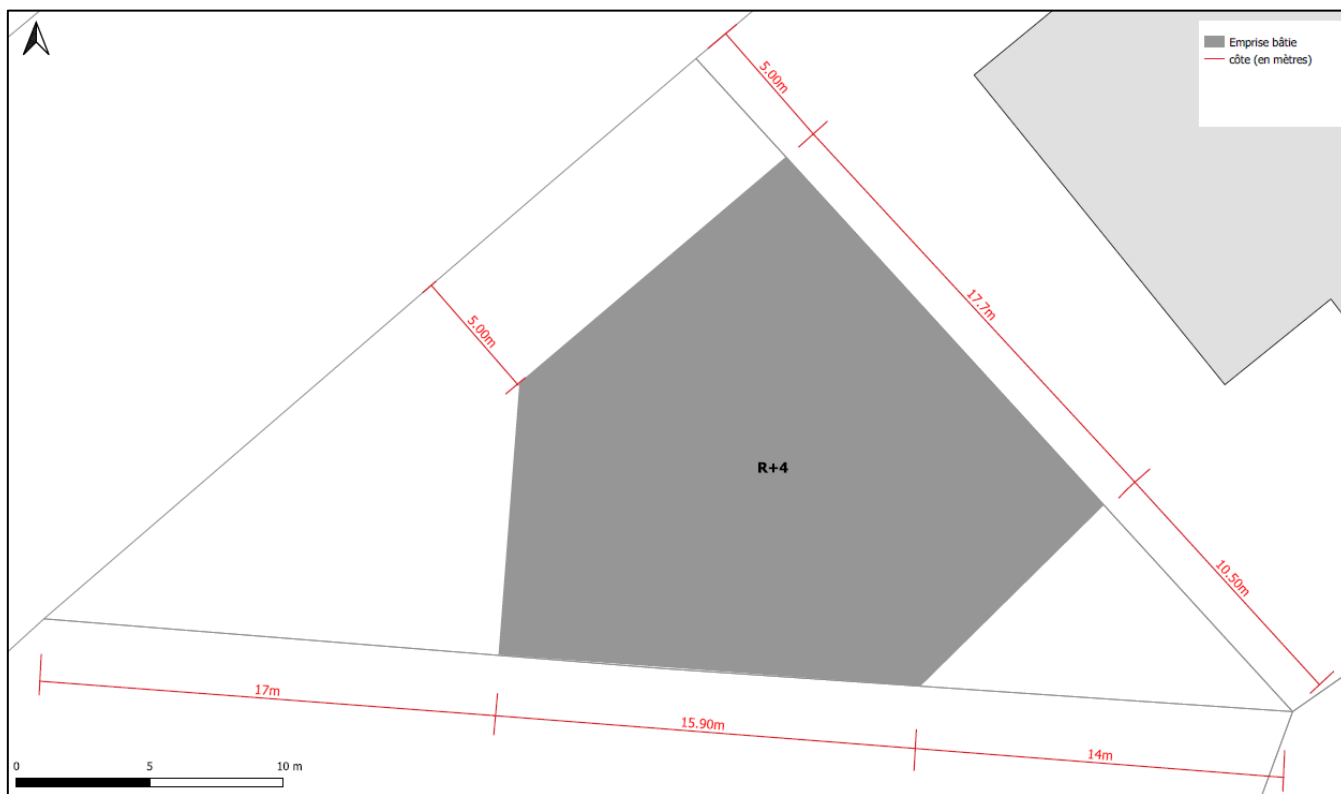 Emprise bâtie
côte (en mètres)
5.00m
17.7m
5.00m
R+4
10.50m
17m
15.90m
14m
0 5 10 m